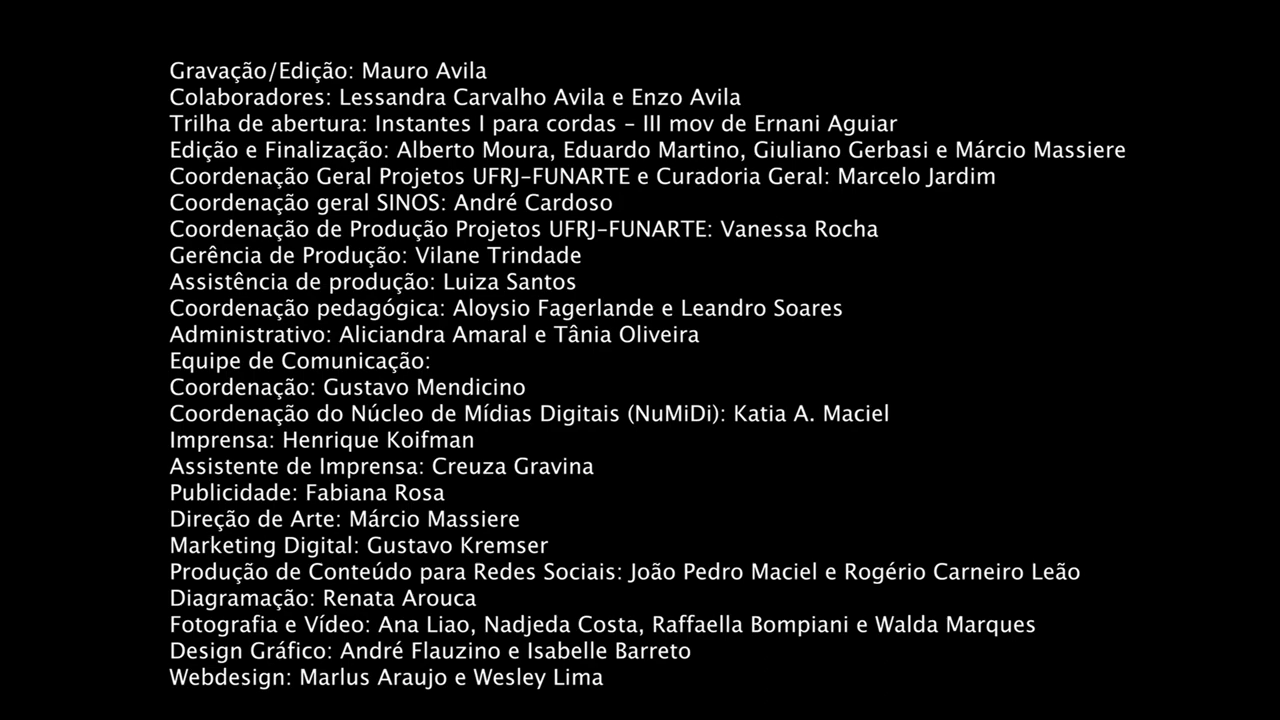 Gravação/Edição: Mauro Avila
Colaboradores: Lessandra Carvalho Avila e Enzo Avila
Trilha de abertura: Instantes I para cordas – III mov de Ernani Aguiar
Edição e Finalização: Alberto Moura, Eduardo Martino, Giuliano Gerbasi e Márcio Massiere
Coordenação Geral Projetos UFRJ-FUNARTE e Curadoria Geral: Marcelo Jardim
Coordenação geral SINOS: André Cardoso
Coordenação de Produção Projetos UFRJ-FUNARTE: Vanessa Rocha
Gerência de Produção: Vilane Trindade
Assistência de produção: Luiza Santos
Coordenação pedagógica: Aloysio Fagerlande e Leandro Soares
Administrativo: Aliciandra Amaral e Tânia Oliveira
Equipe de Comunicação:
Coordenação: Gustavo Mendicino
Coordenação do Núcleo de Mídias Digitais (NuMiDi): Katia A. Maciel
Imprensa: Henrique Koifman
Assistente de Imprensa: Creuza Gravina
Publicidade: Fabiana Rosa
Direção de Arte: Márcio Massiere
Marketing Digital: Gustavo Kremser
Produção de Conteúdo para Redes Sociais: João Pedro Maciel e Rogério Carneiro Leão
Diagramação: Renata Arouca
Fotografia e Vídeo: Ana Liao, Nadjeda Costa, Raffaella Bompiani e Walda Marques
Design Gráfico: André Flauzino e Isabelle Barreto
Webdesign: Marlus Araujo e Wesley Lima